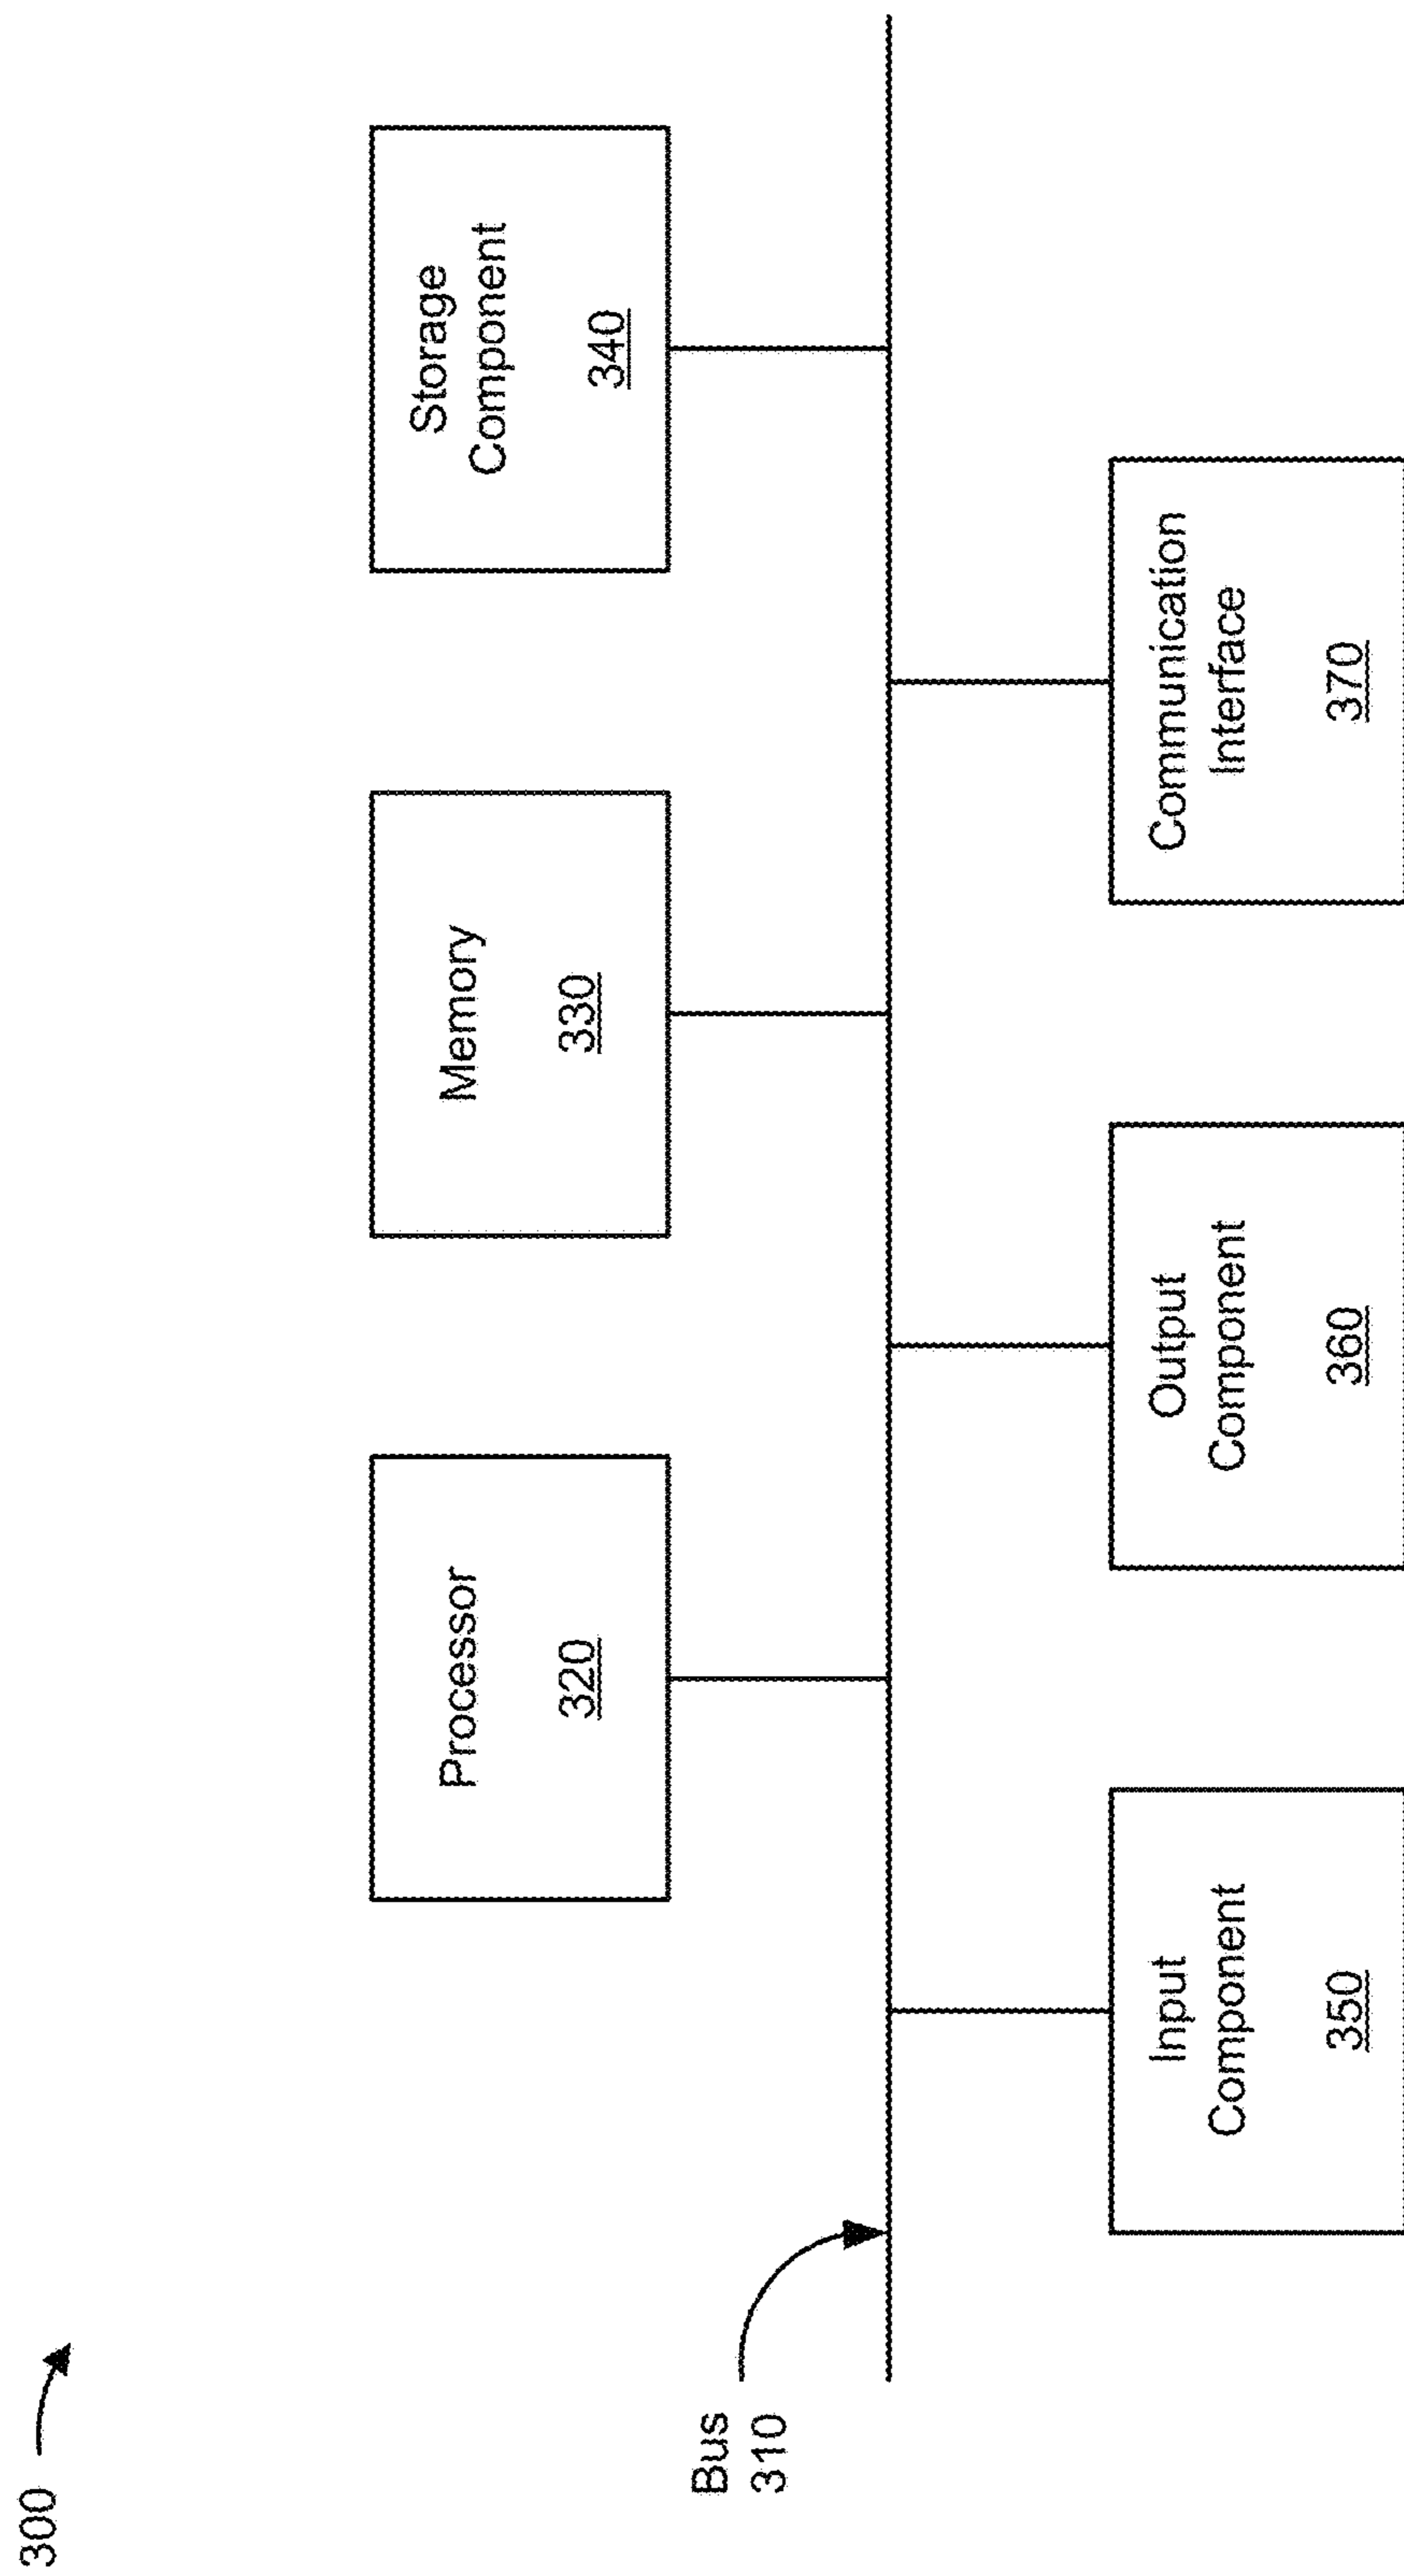 300
Processor
320
Memory
330
Storage
Component
340
Bus
310
Input
Component
350
Output
Component
360
Communication
Interface
370